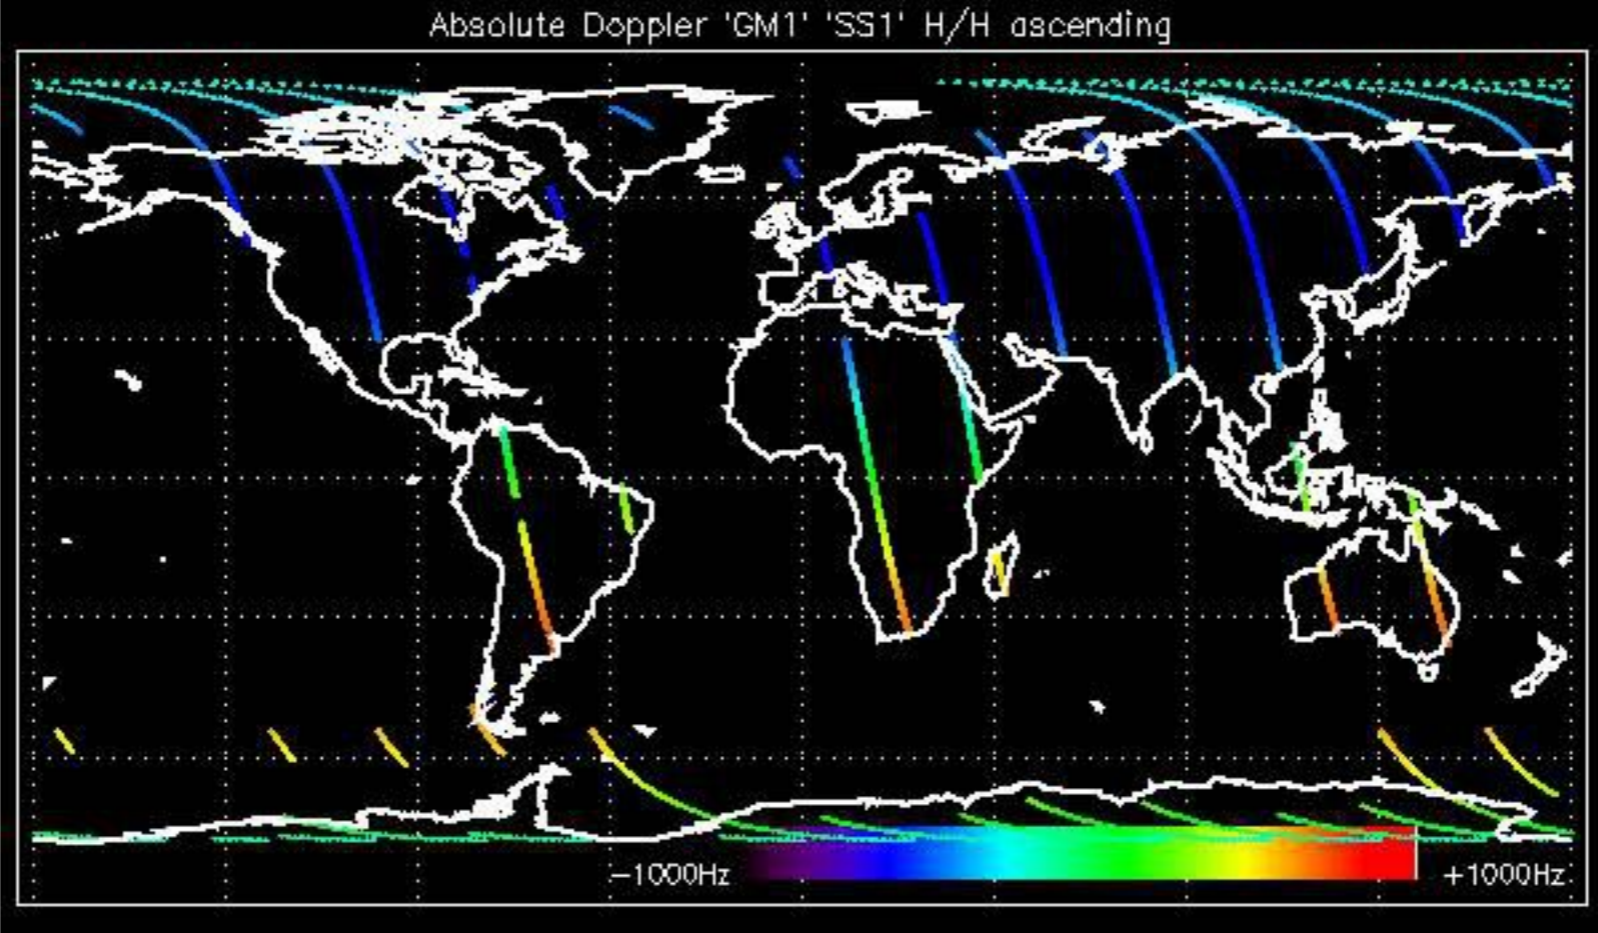 Absolute Doppler 'GM1' 'SS1' H/H ascending
−1000Hz +1000Hz